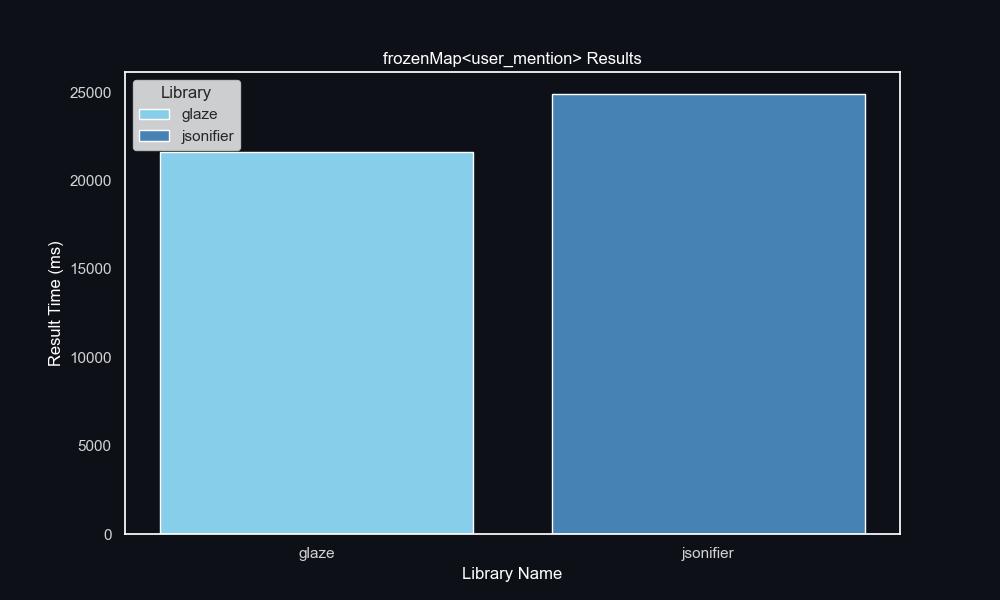 frozenMap<user_mention> Results
Library
glaze
jsonifier
Result Time (ms)
25000
20000
15000
10000
5000
0
glaze
jsonifier
Library Name